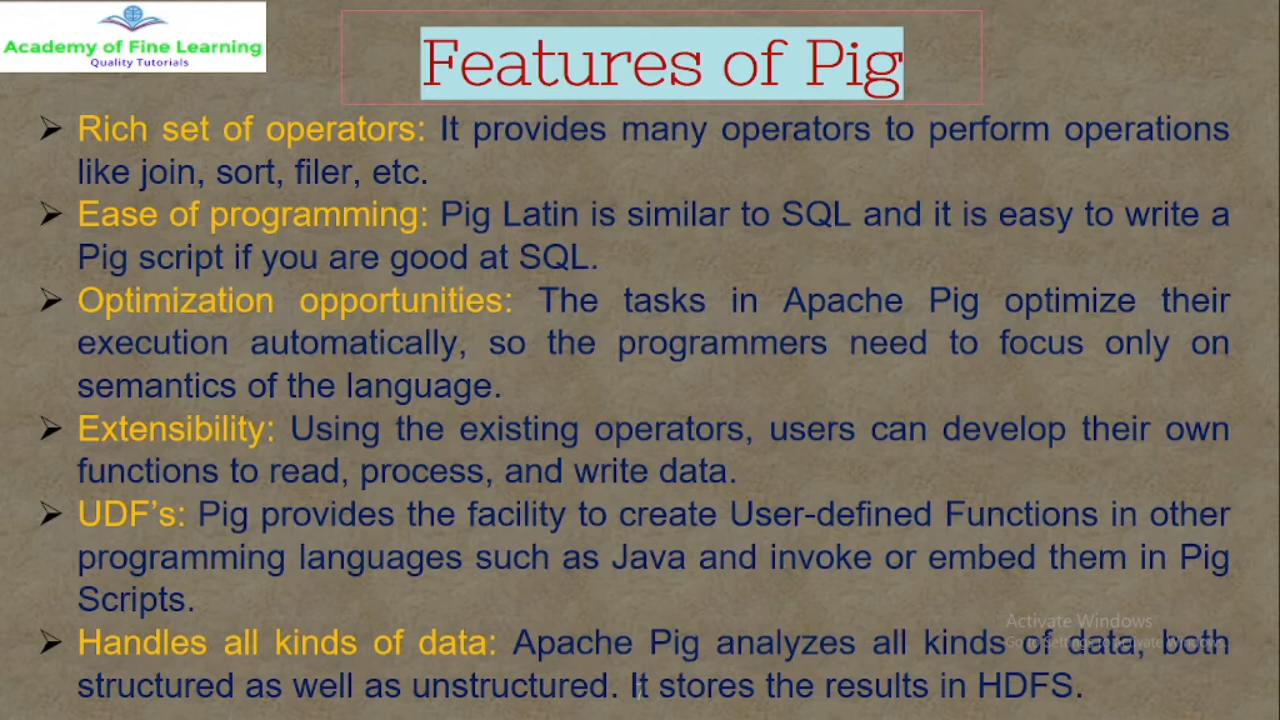 Academy of Fine Learning
Quality Tutorials
Features of Pig
➢ Rich set of operators: It provides many operators to perform operations
like join, sort, filer, etc.
➢ Ease of programming: Pig Latin is similar to SQL and it is easy to write a
Pig script if you are good at SQL.
➢ Optimization opportunities: The tasks in Apache Pig optimize their
execution automatically, so the programmers need to focus only on
semantics of the language.
➢ Extensibility: Using the existing operators, users can develop their own
functions to read, process, and write data.
➢ UDF’s: Pig provides the facility to create User-defined Functions in other
programming languages such as Java and invoke or embed them in Pig
Scripts.
➢ Handles all kinds of data: Apache Pig analyzes all kinds of data, both
structured as well as unstructured. It stores the results in HDFS.
Activate Windows
Go to Settings to activate Windows.